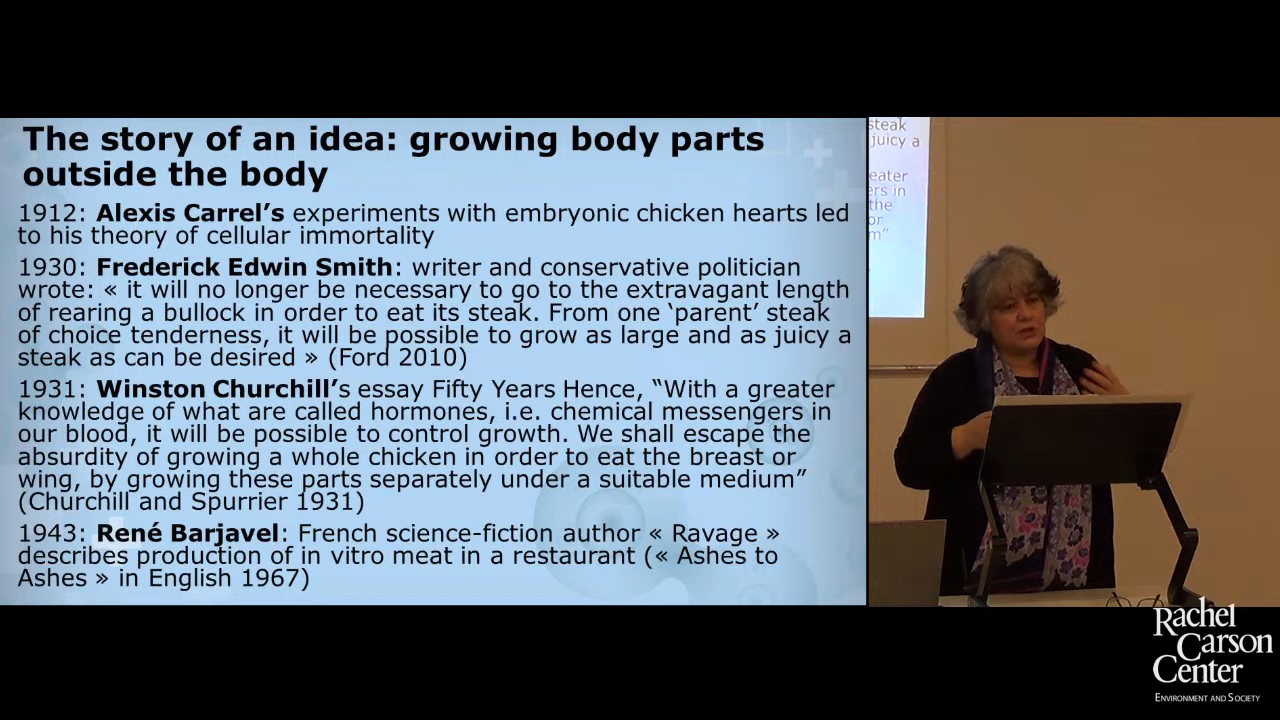 The story of an idea: growing body parts
outside the body
1912: Alexis Carrel’s experiments with embryonic chicken hearts led
to his theory of cellular immortality
1930: Frederick Edwin Smith: writer and conservative politician
wrote: « it will no longer be necessary to go to the extravagant length
of rearing a bullock in order to eat its steak. From one ‘parent’ steak
of choice tenderness, it will be possible to grow as large and as juicy a
steak as can be desired » (Ford 2010)
1931: Winston Churchill’s essay Fifty Years Hence, “With a greater
knowledge of what are called hormones, i.e. chemical messengers in
our blood, it will be possible to control growth. We shall escape the
absurdity of growing a whole chicken in order to eat the breast or
wing, by growing these parts separately under a suitable medium”
(Churchill and Spurrier 1931)
1943: René Barjavel: French science-fiction author « Ravage »
describes production of in vitro meat in a restaurant (« Ashes to
Ashes » in English 1967)
steak
juicy a
eater
ers in
the
or
m”
Rachel
Carson
Center
ENVIRONMENT AND SOCIETY